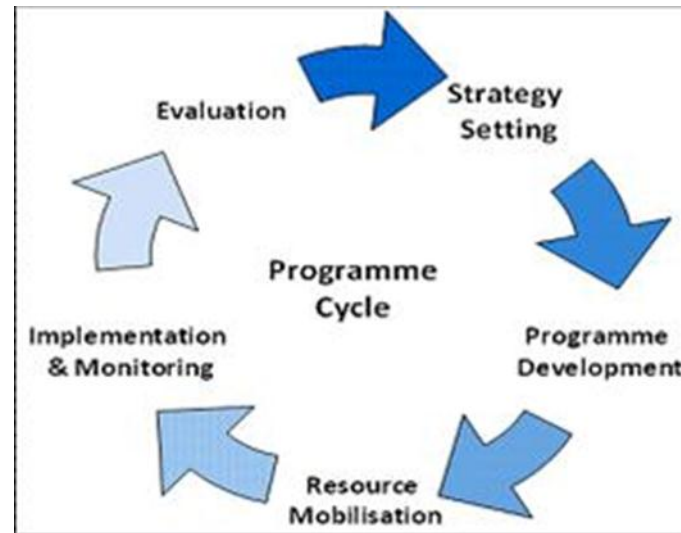 Evaluation
Strategy
Setting
Programme
Cycle
Implementation
& Monitoring
Programme
Development
Resource
Mobilisation